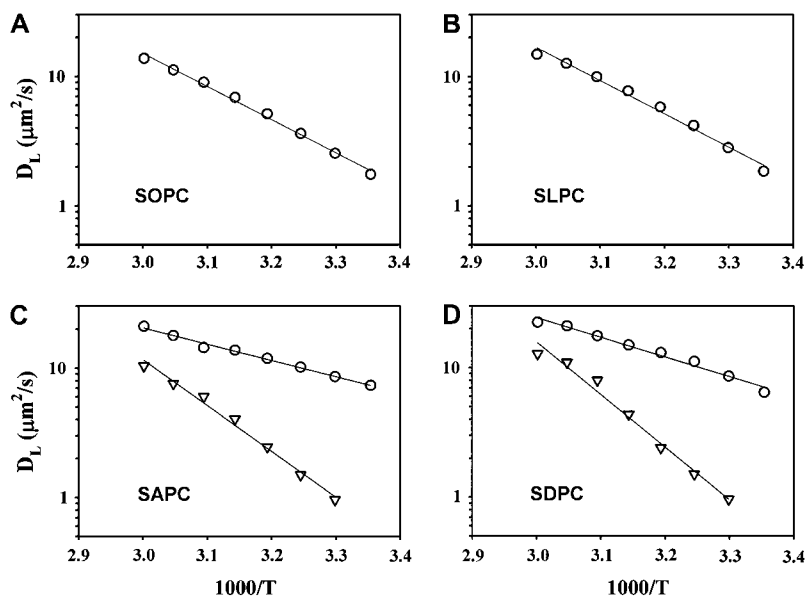 A
D_L (μm²/s)
10
1
SOPC
2.9 3.0 3.1 3.2 3.3 3.4
B
10
1
SLPC
2.9 3.0 3.1 3.2 3.3 3.4
C
D_L (μm²/s)
10
1
SAPC
2.9 3.0 3.1 3.2 3.3 3.4
1000/T
D
10
1
SDPC
2.9 3.0 3.1 3.2 3.3 3.4
1000/T